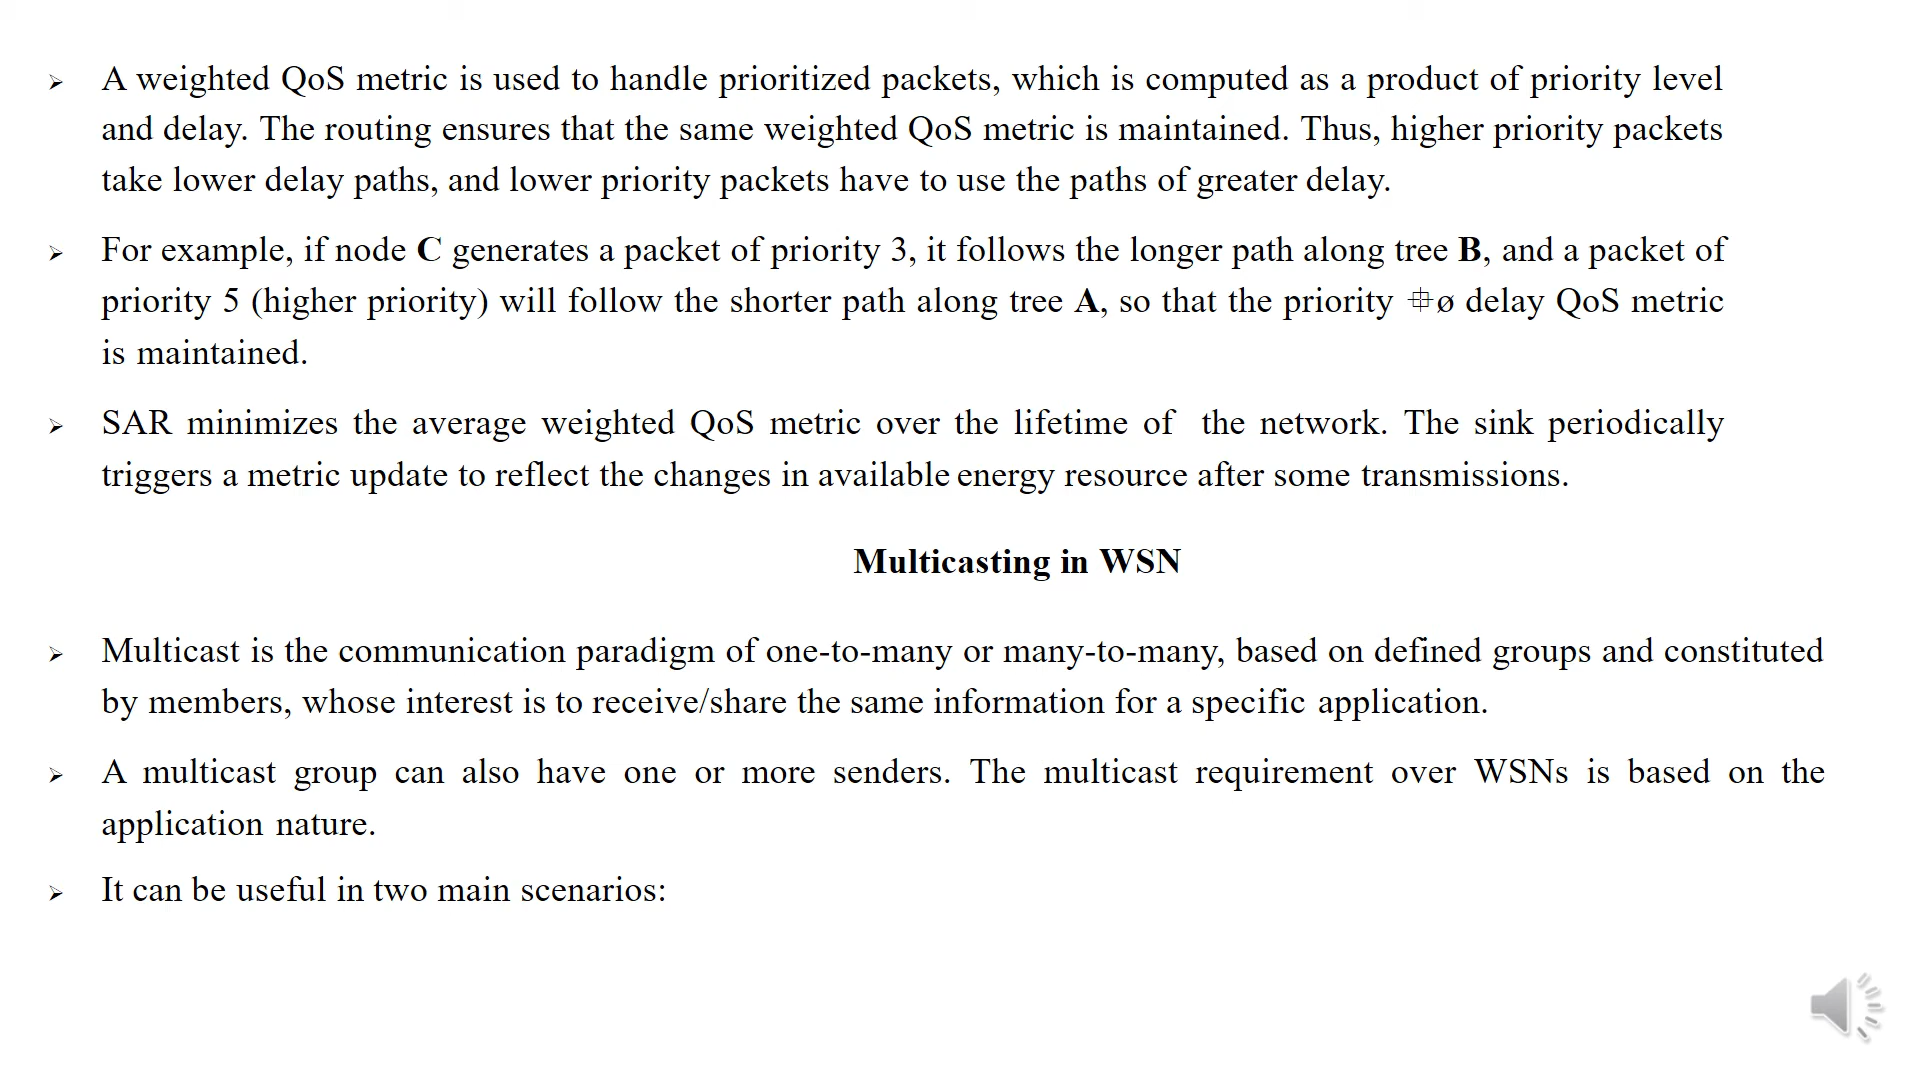 ➢ A weighted QoS metric is used to handle prioritized packets, which is computed as a product of priority level
and delay. The routing ensures that the same weighted QoS metric is maintained. Thus, higher priority packets
take lower delay paths, and lower priority packets have to use the paths of greater delay.
➢ For example, if node C generates a packet of priority 3, it follows the longer path along tree B, and a packet of
priority 5 (higher priority) will follow the shorter path along tree A, so that the priority ⌖ø delay QoS metric
is maintained.
➢ SAR minimizes the average weighted QoS metric over the lifetime of the network. The sink periodically
triggers a metric update to reflect the changes in available energy resource after some transmissions.
Multicasting in WSN
➢ Multicast is the communication paradigm of one-to-many or many-to-many, based on defined groups and constituted
by members, whose interest is to receive/share the same information for a specific application.
➢ A multicast group can also have one or more senders. The multicast requirement over WSNs is based on the
application nature.
➢ It can be useful in two main scenarios: